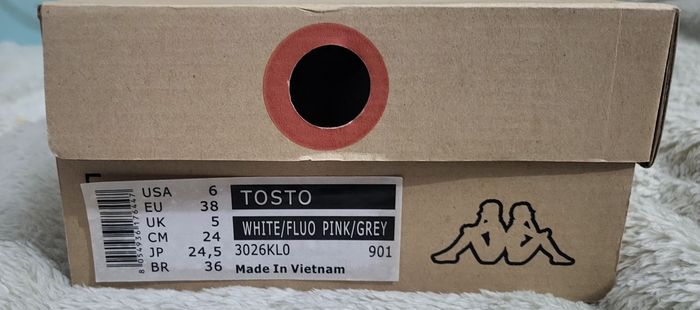 F
USA 6
EU 38
UK 5
CM 24
JP 24,5
BR 36
8054936176447
TOSTO
WHITE/FLUO PINK/GREY
3026KL0 901
Made In Vietnam